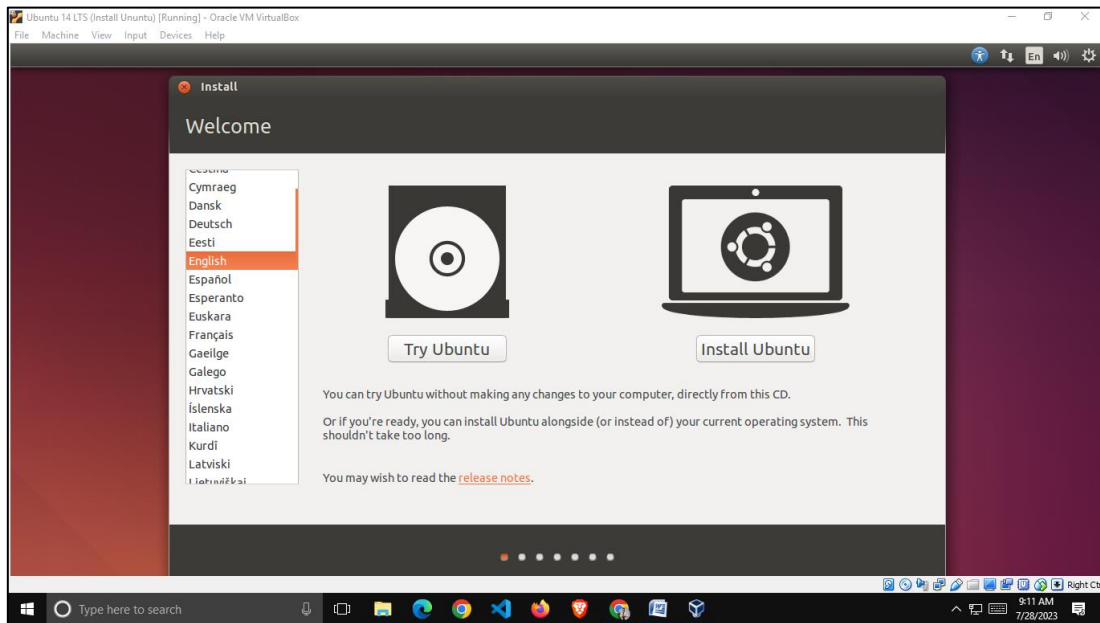 Ubuntu 14 LTS (Install Ununtu) [Running] - Oracle VM VirtualBox
File Machine View Input Devices Help
En
Install
Welcome
Čeština
Cymraeg
Dansk
Deutsch
Eesti
English
Español
Esperanto
Euskara
Français
Gaeilge
Galego
Hrvatski
Íslenska
Italiano
Kurdî
Latviski
Lietuviškai
Try Ubuntu
Install Ubuntu
You can try Ubuntu without making any changes to your computer, directly from this CD.
Or if you're ready, you can install Ubuntu alongside (or instead of) your current operating system. This
shouldn't take too long.
You may wish to read the release notes.
Right Ct
Type here to search
9:11 AM
7/28/2023